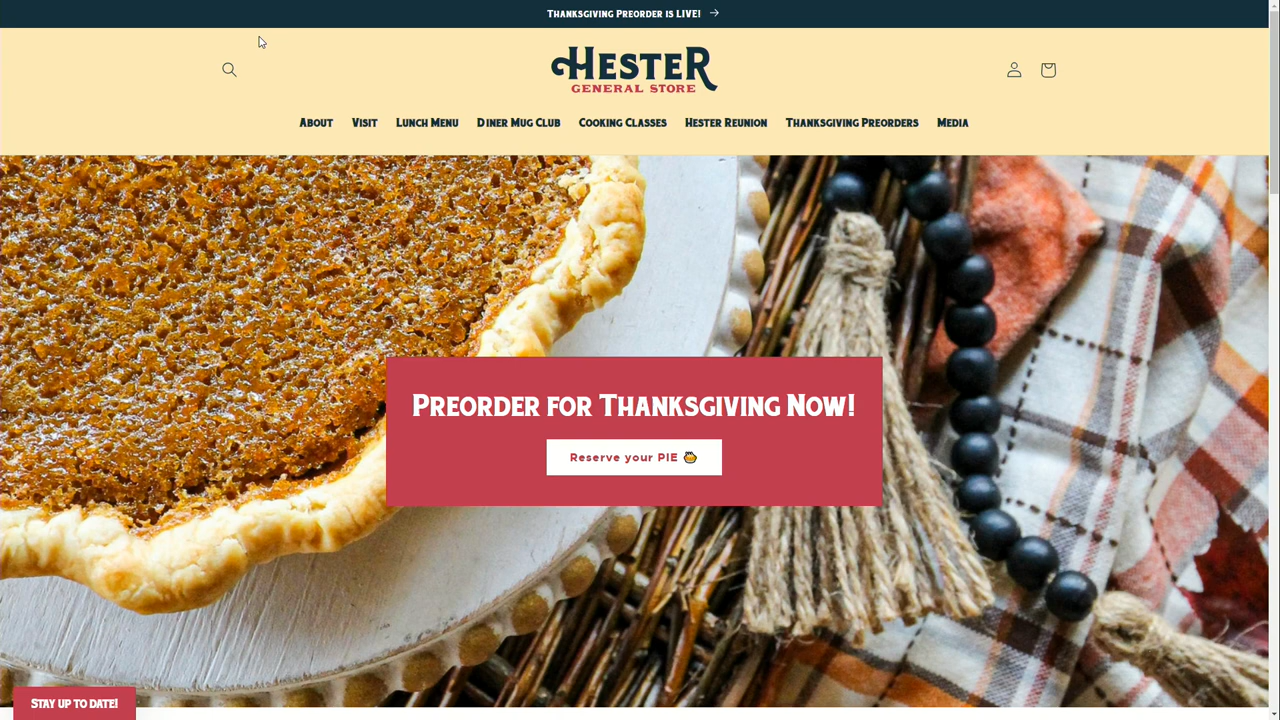 Thanksgiving Preorder is LIVE!
Hester
GENERAL STORE
About Visit Lunch Menu Diner Mug Club Cooking Classes Hester Reunion Thanksgiving Preorders Media
Preorder for Thanksgiving Now!
Reserve your PIE
STAY UP TO DATE!